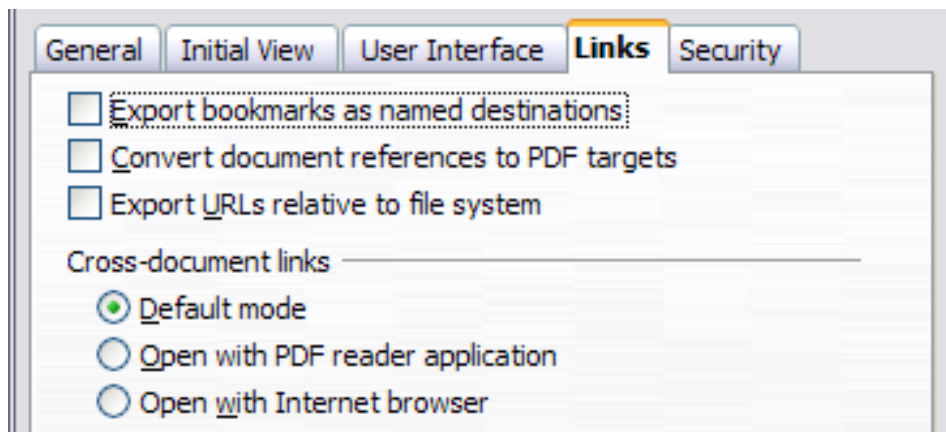 General Initial View User Interface Links Security
Export bookmarks as named destinations
Convert document references to PDF targets
Export URLs relative to file system
Cross-document links
Default mode
Open with PDF reader application
Open with Internet browser